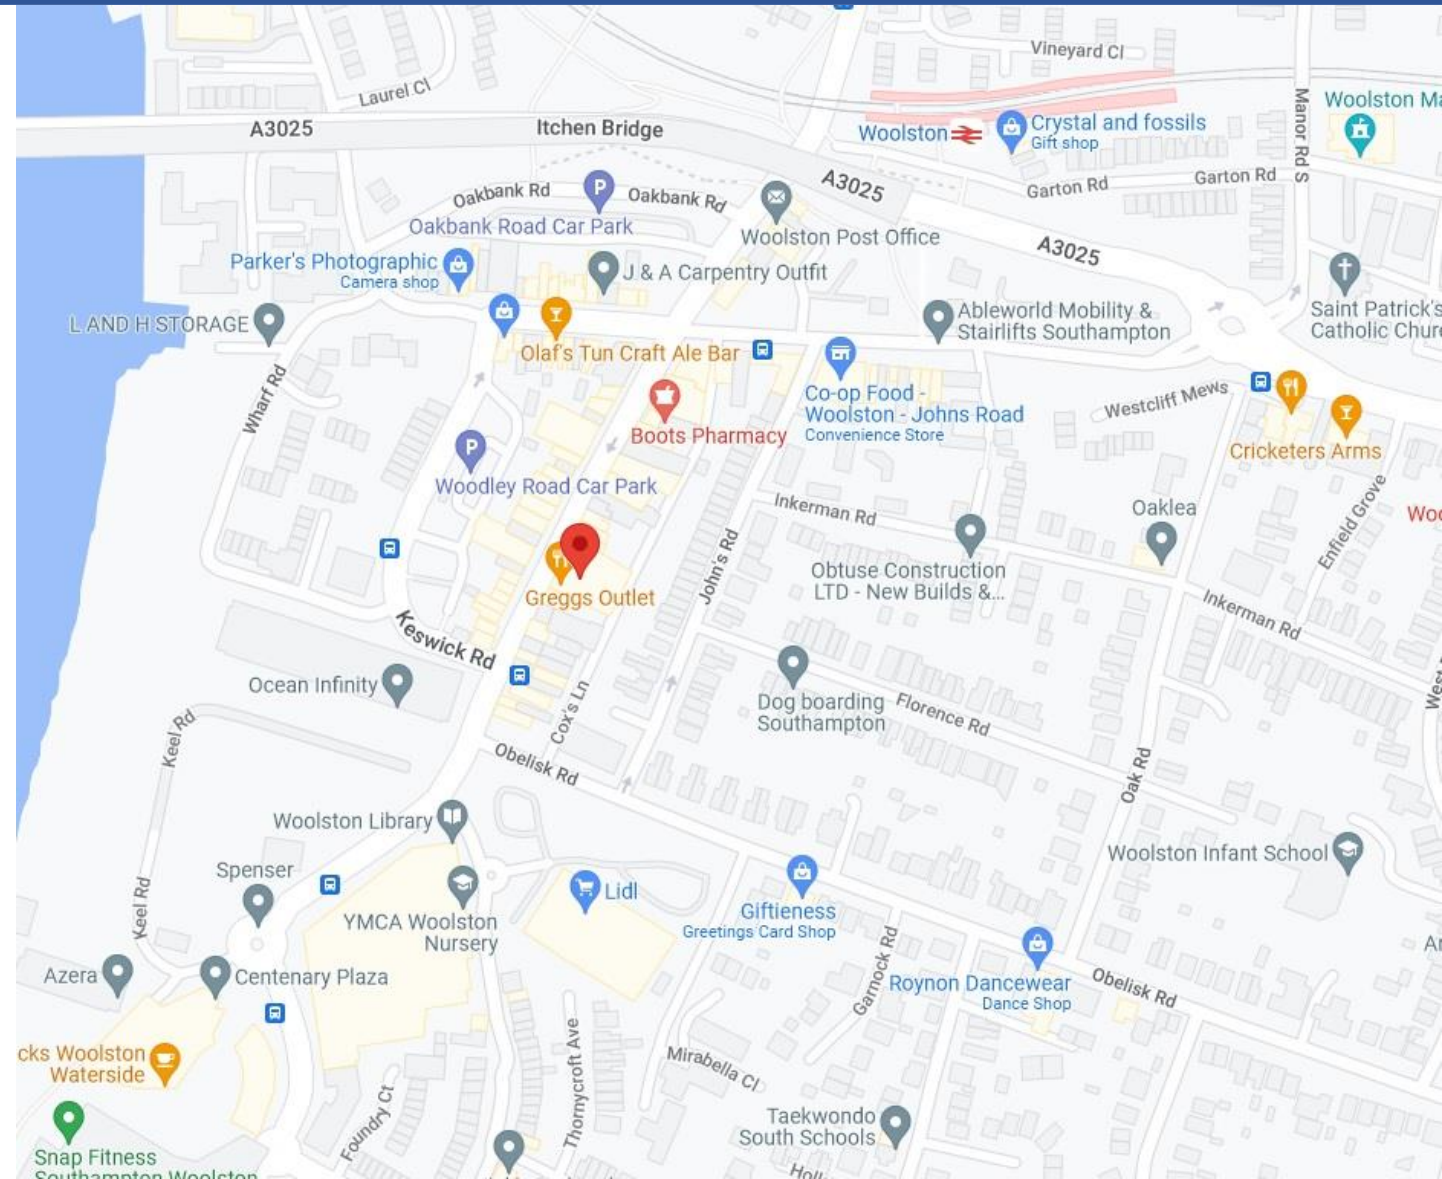 Vineyard Cl
Laurel Cl
Woolston Ma
A3025
Itchen Bridge
Woolston
Crystal and fossils
Gift shop
Manor Rd S
Oakbank Rd
P
Oakbank Rd
A3025
Garton Rd
Garton Rd
Oakbank Road Car Park
Woolston Post Office
A3025
Parker's Photographic
Camera shop
J & A Carpentry Outfit
L AND H STORAGE
Ableworld Mobility &
Stairlifts Southampton
Saint Patrick's
Catholic Churc
Olaf's Tun Craft Ale Bar
Wharf Rd
Co-op Food -
Woolston - Johns Road
Convenience Store
Westcliff Mews
Boots Pharmacy
Cricketers Arms
P
Woodley Road Car Park
Inkerman Rd
Oaklea
Enfield Grove
Woo
John's Rd
Obtuse Construction
LTD - New Builds &...
Greggs Outlet
Inkerman Rd
Keswick Rd
Ocean Infinity
Cox's Ln
Dog boarding
Southampton
Florence Rd
West
Keel Rd
Obelisk Rd
Oak Rd
Woolston Library
Woolston Infant School
Spenser
Lidl
Keel Rd
YMCA Woolston
Nursery
Giftieness
Greetings Card Shop
Garnock Rd
Roynon Dancewear
Dance Shop
Obelisk Rd
Azera
Centenary Plaza
cks Woolston
Waterside
Mirabella Cl
Thornycroft Ave
Foundry Ct
Taekwondo
South Schools
Snap Fitness
Southampton Woolston
Holl